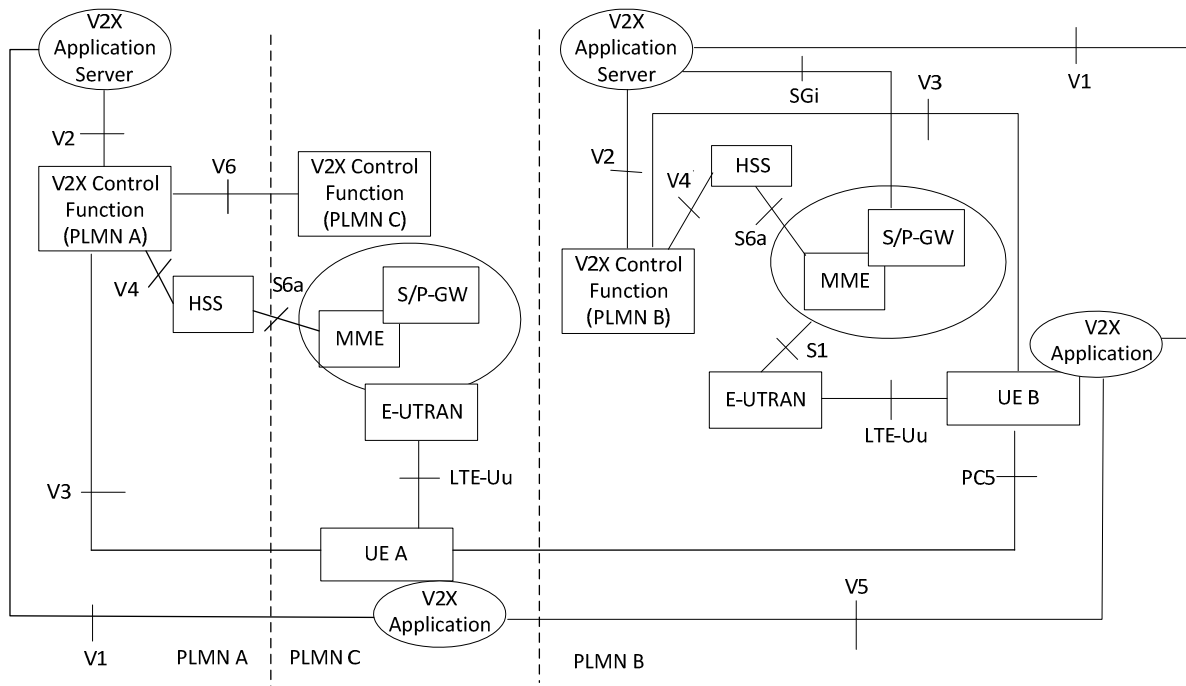 V2X
Application
Server
V2
V2X Control
Function
(PLMN A)
V6
V2X Control
Function
(PLMN C)
V4
HSS
S6a
S/P-GW
MME
E-UTRAN
LTE-Uu
V3
UE A
V2X
Application
V1
PLMN A
PLMN C
V2X
Application
Server
V1
SGi
V3
V2
V4
HSS
S6a
S/P-GW
MME
V2X Control
Function
(PLMN B)
S1
E-UTRAN
LTE-Uu
UE B
V2X
Application
PC5
V5
PLMN B